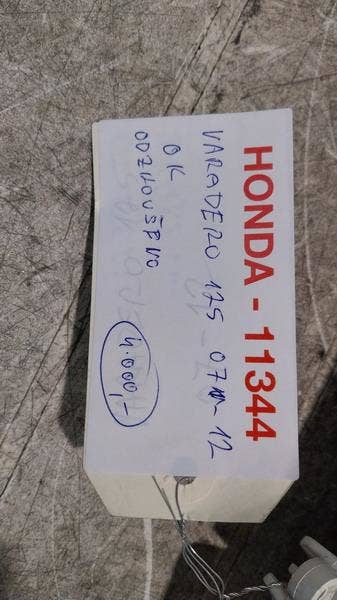 HONDA - 11344
VARADERO 125 - 07 - 12
OK
ODZKOUŠENO
4.000,-